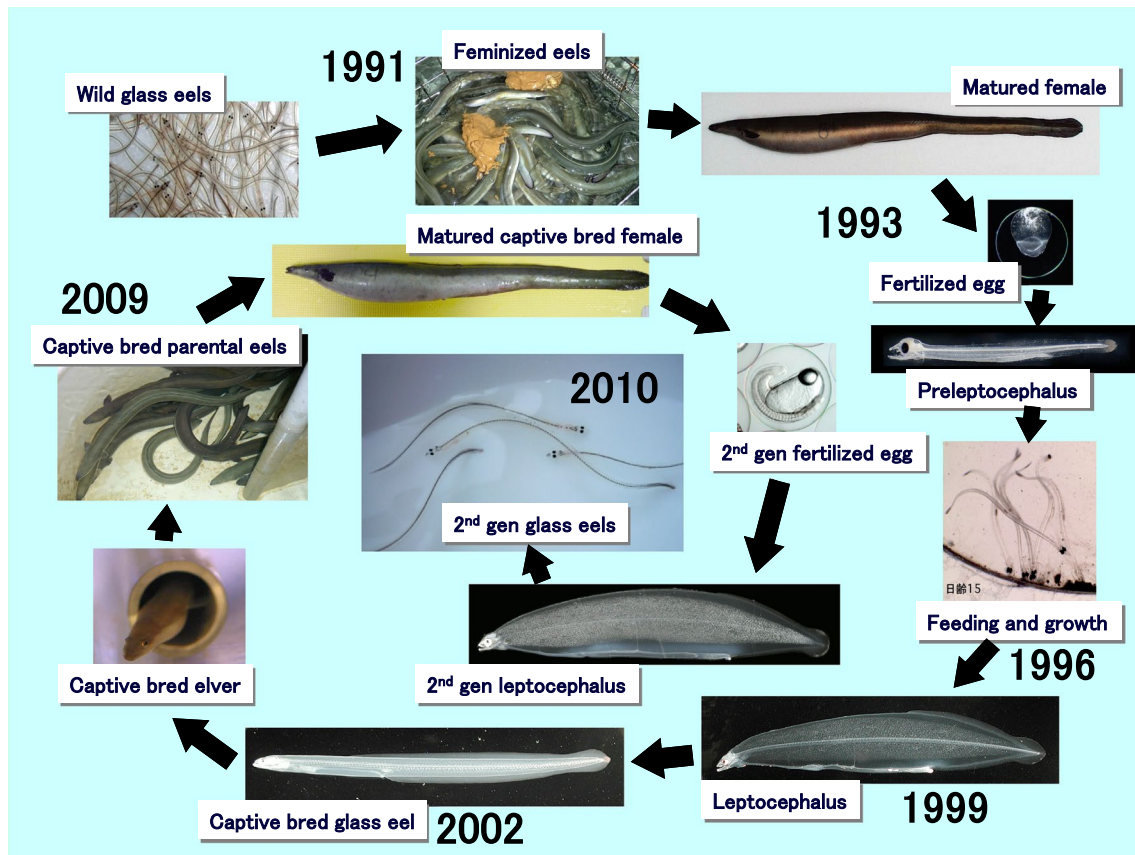 Wild glass eels
1991
Feminized eels
Matured female
1993
Fertilized egg
Preleptocephalus
日齢15
Feeding and growth
1996
Leptocephalus
1999
Captive bred glass eel
2002
Captive bred elver
Captive bred parental eels
2009
Matured captive bred female
2nd gen fertilized egg
2nd gen leptocephalus
2nd gen glass eels
2010